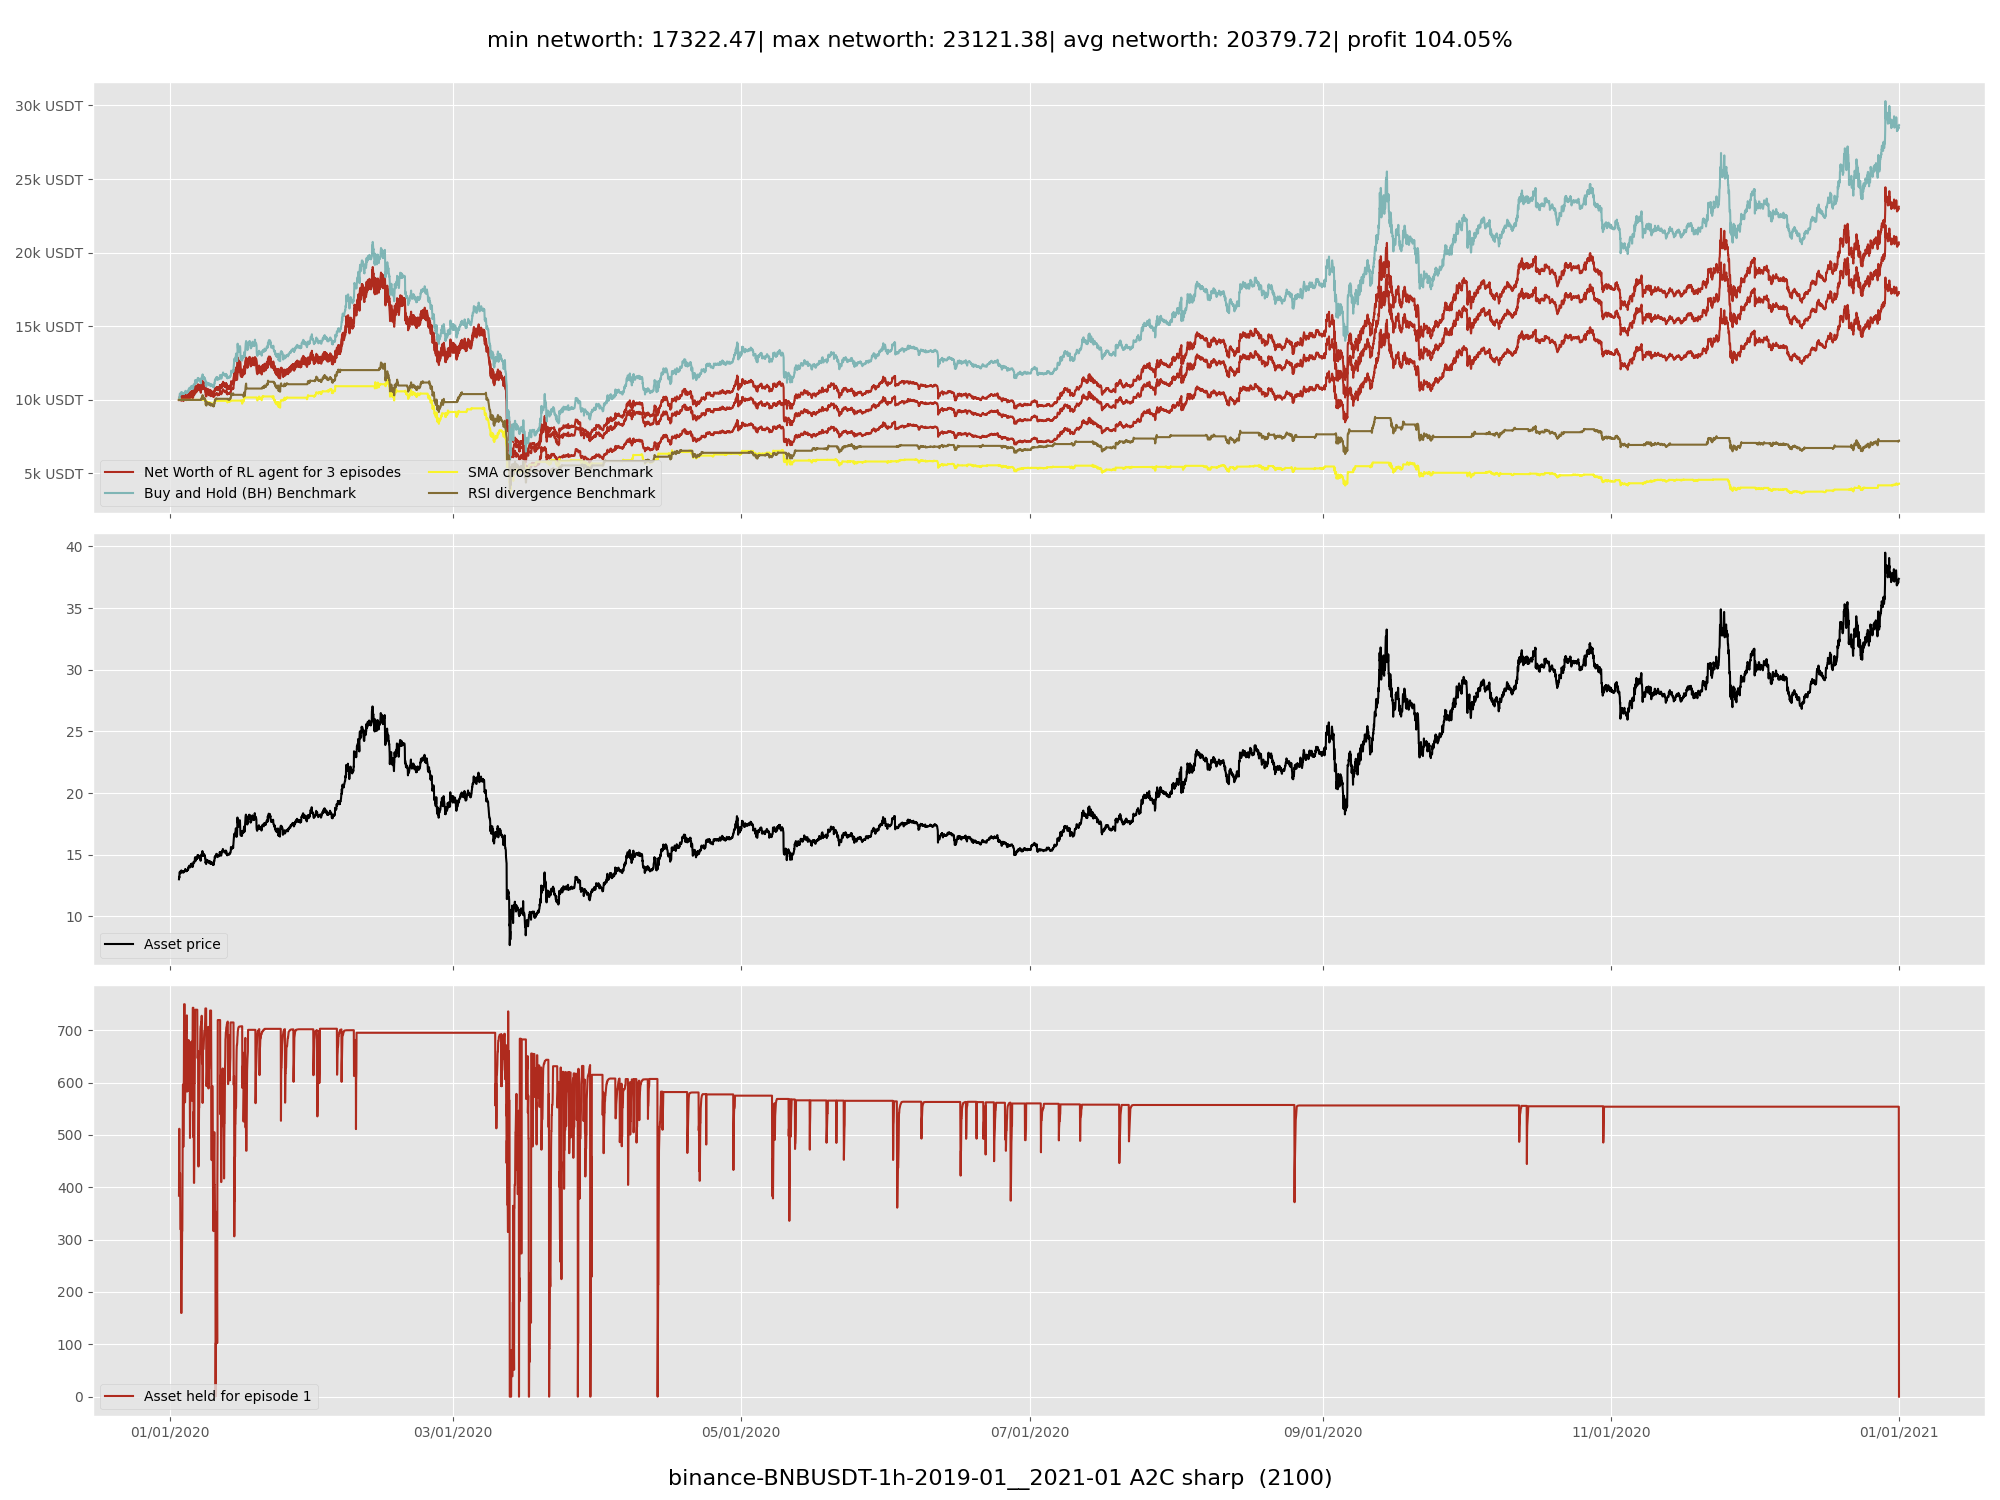 min networth: 17322.47| max networth: 23121.38| avg networth: 20379.72| profit 104.05%
30k USDT
25k USDT
20k USDT
15k USDT
10k USDT
5k USDT
Net Worth of RL agent for 3 episodes
Buy and Hold (BH) Benchmark
SMA crossover Benchmark
RSI divergence Benchmark
40
35
30
25
20
15
10
Asset price
700
600
500
400
300
200
100
0
Asset held for episode 1
01/01/2020 03/01/2020 05/01/2020 07/01/2020 09/01/2020 11/01/2020 01/01/2021
binance-BNBUSDT-1h-2019-01__2021-01 A2C sharp (2100)